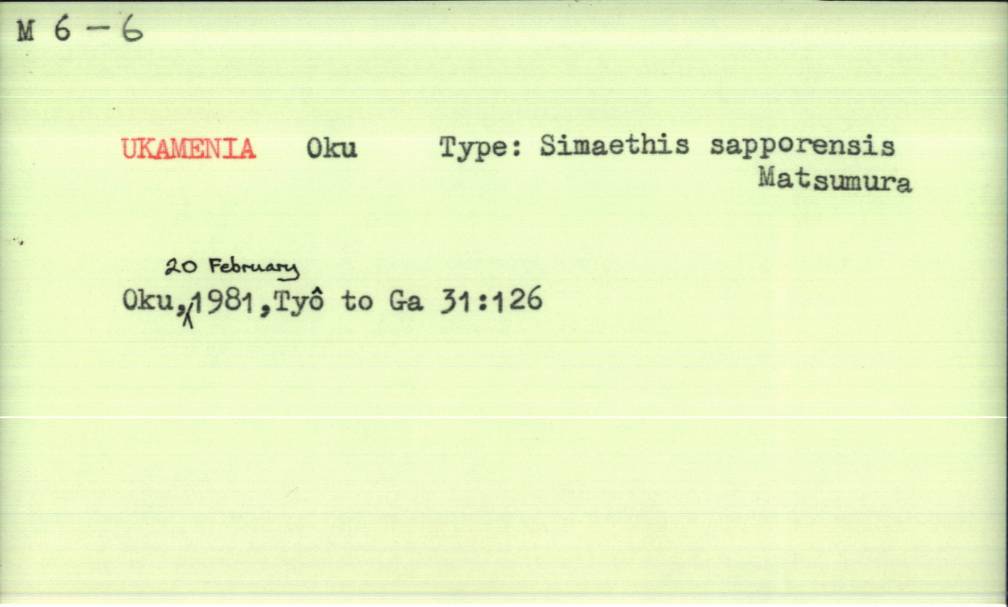 M 6 - 6
UKAMENIA Oku Type: Simaethis sapporensis
Matsumura
20 February
Oku, 1981, Tyô to Ga 31:126